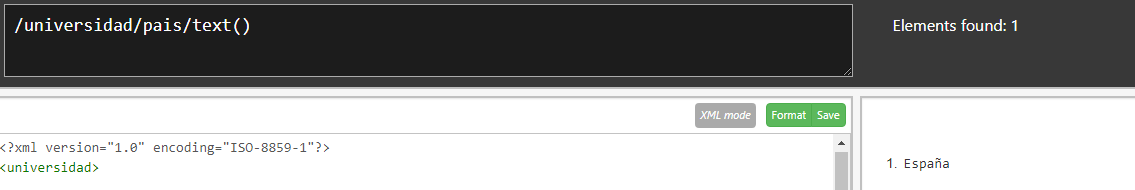 /universidad/pais/text()
Elements found: 1
XML mode
Format
Save
<?xml version="1.0" encoding="ISO-8859-1"?>
<universidad>
1. España